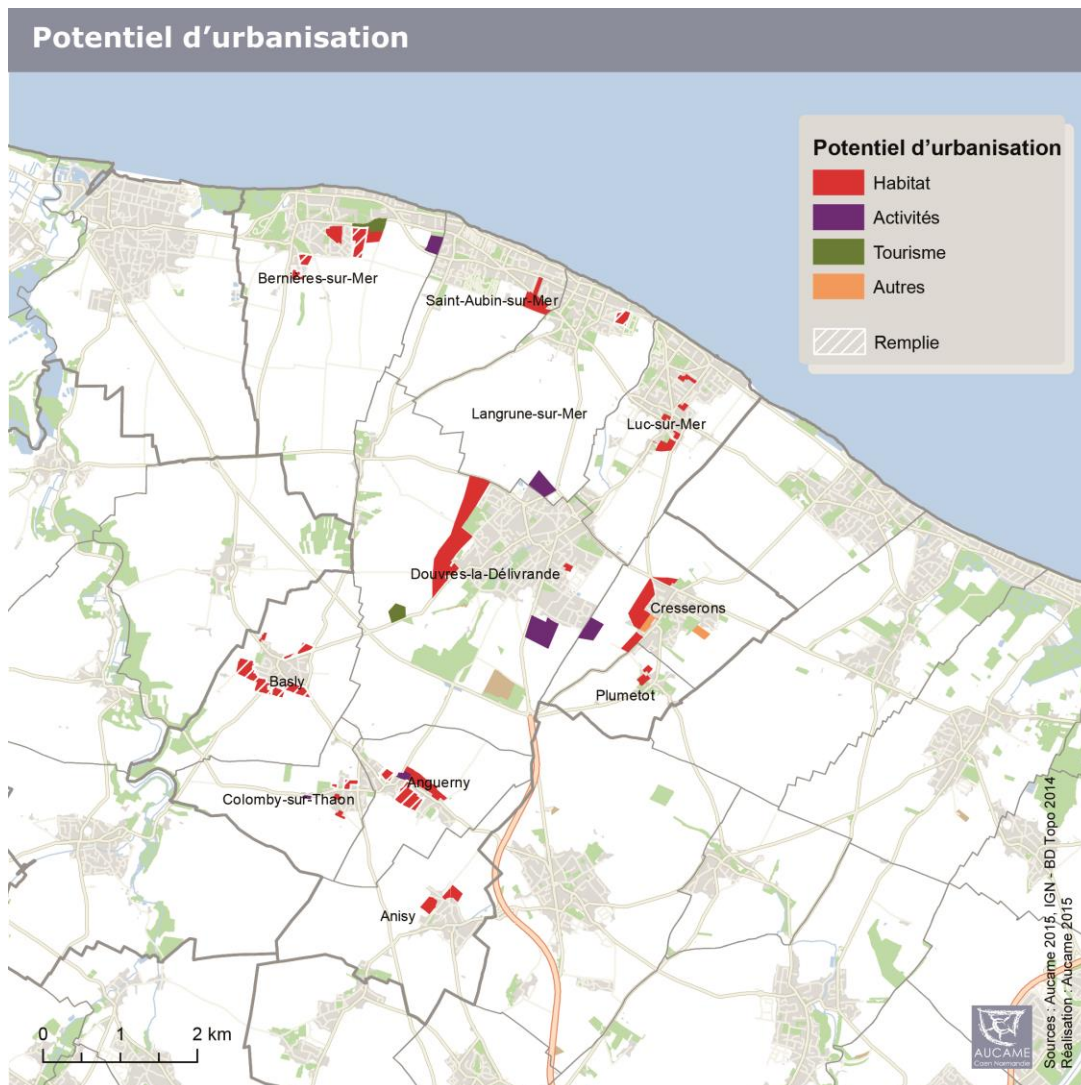 Potentiel d'urbanisation
Potentiel d'urbanisation
Habitat
Activités
Tourisme
Autres
Remplie
Bernières-sur-Mer
Saint-Aubin-sur-Mer
Langrune-sur-Mer
Luc-sur-Mer
Douvres-la-Délivrande
Cresserons
Basly
Plumetot
Anguerny
Colomby-sur-Thaon
Anisy
0 1 2 km
AUCAME
Caen Normandie
Sources : Aucame 2015, IGN - BD Topo 2014
Réalisation : Aucame 2015